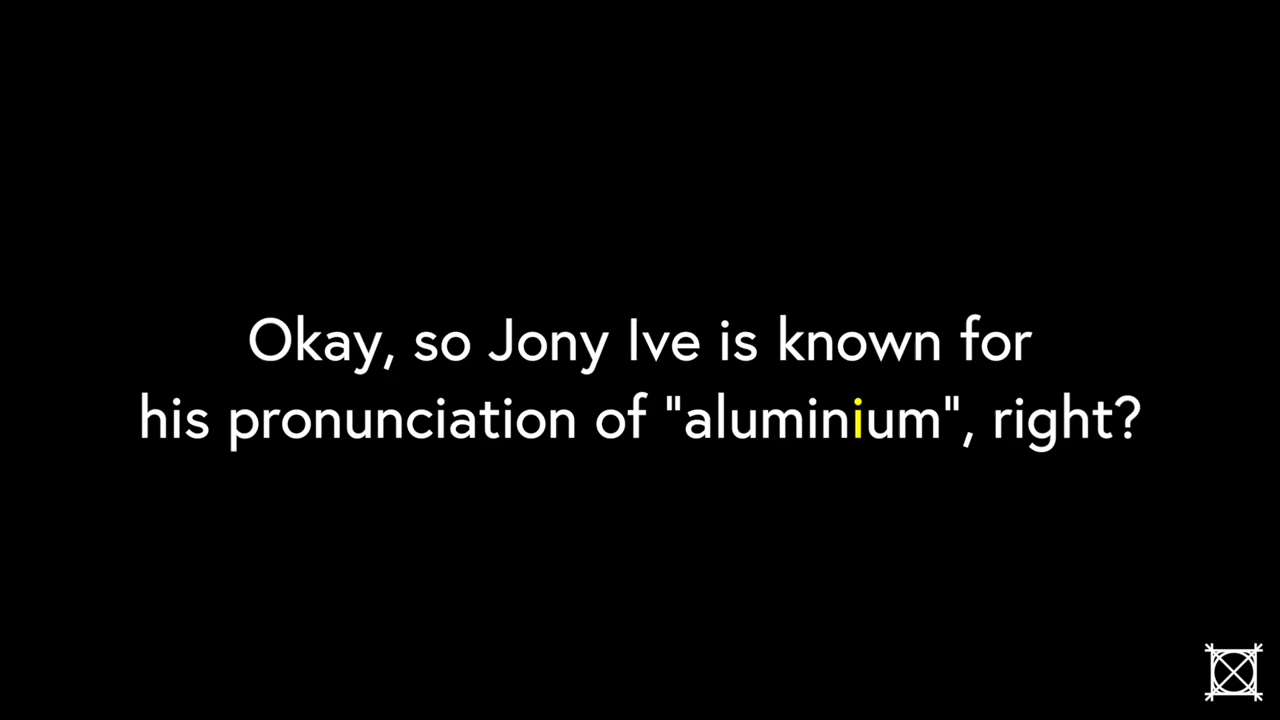 Okay, so Jony Ive is known for
his pronunciation of "aluminium", right?